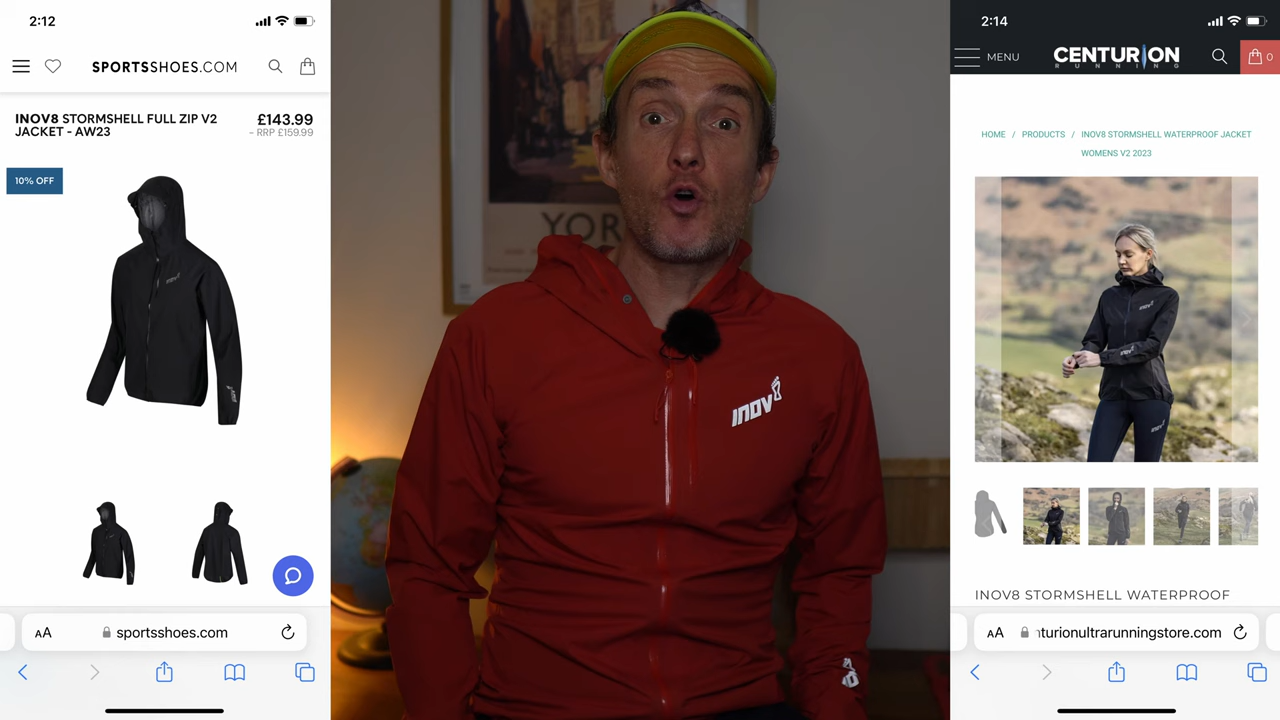 2:12
SPORTSSHOES.COM
INOV8 STORMSHELL FULL ZIP V2
JACKET - AW23
£143.99
- RRP £159.99
10% OFF
AA
sportsshoes.com
YOR
INOV8
2:14
MENU
CENTURION
RUNNING
0
HOME / PRODUCTS / INOV8 STORMSHELL WATERPROOF JACKET
WOMENS V2 2023
INOV8 STORMSHELL WATERPROOF
AA
turionultrarunningstore.com